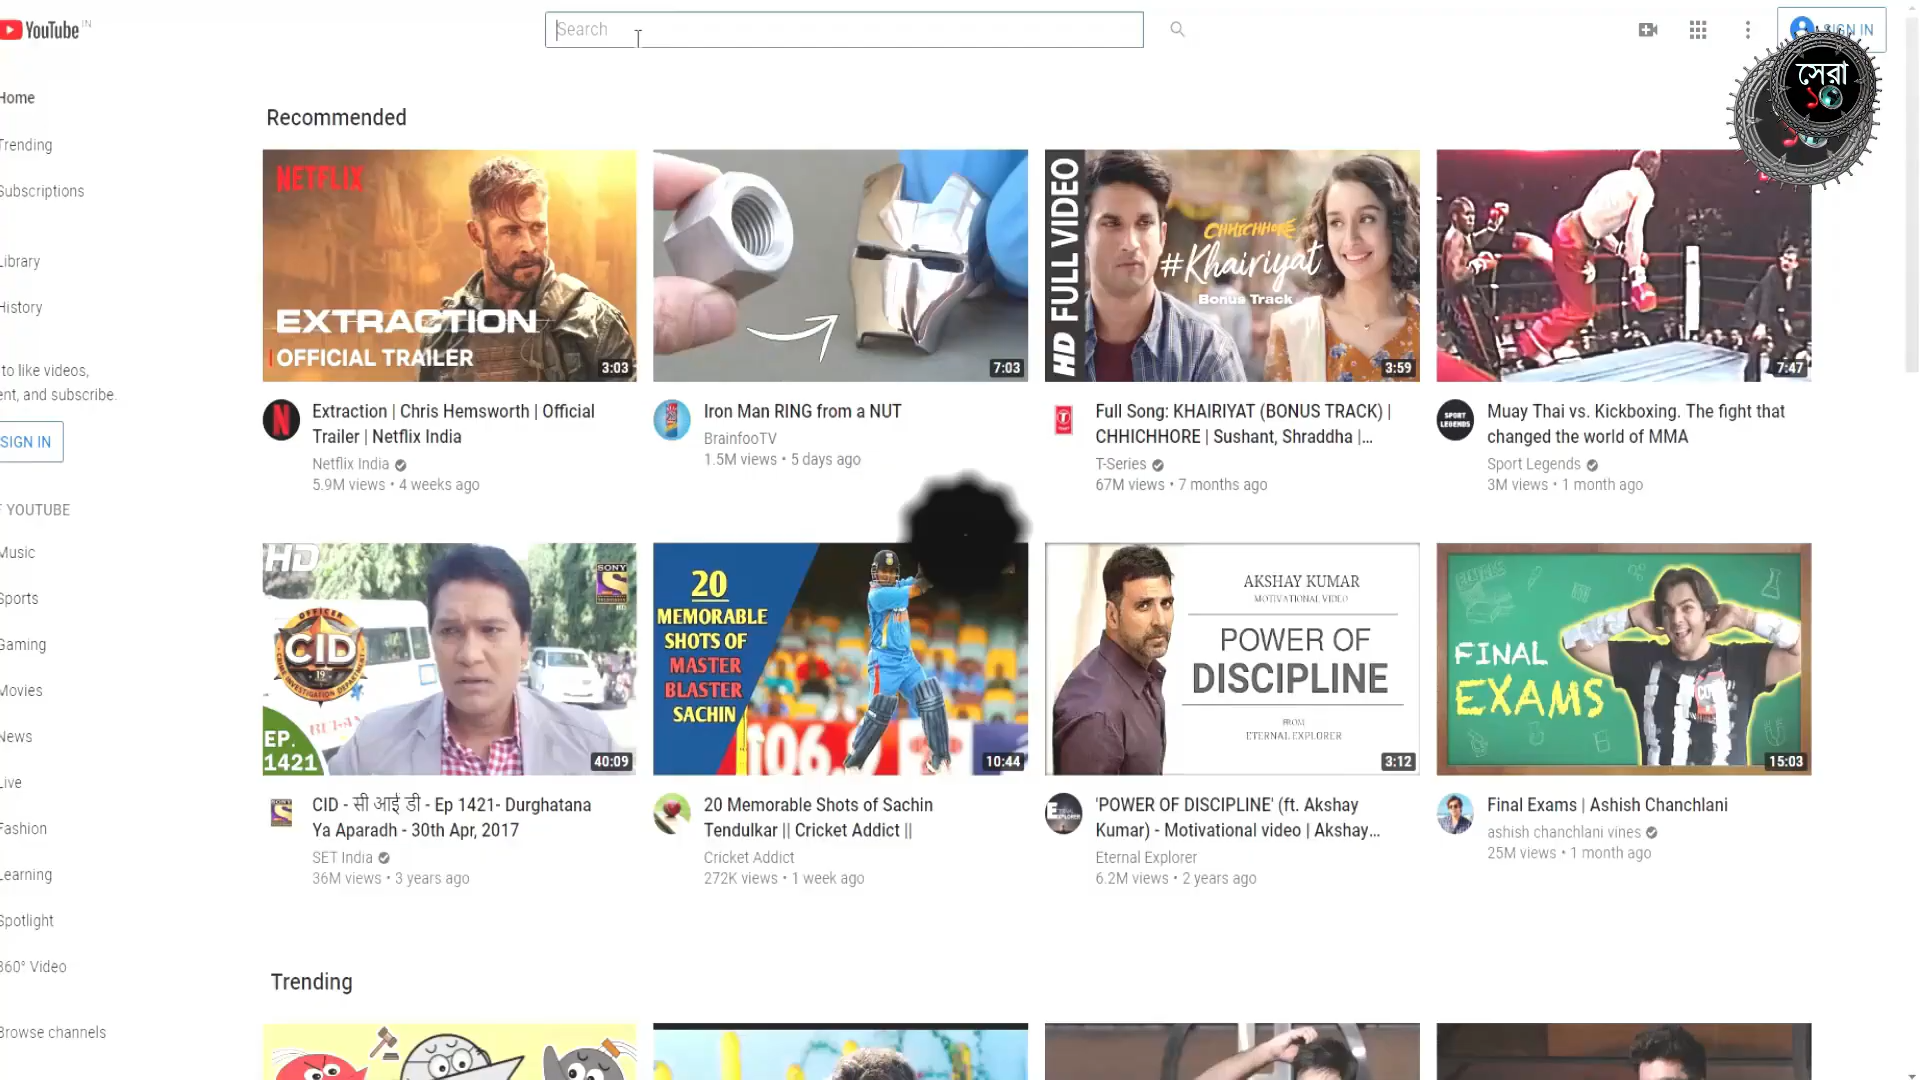 YouTube IN
Search
SIGN IN
সেরা
১০
Home
Trending
Subscriptions
Library
History
to like videos,
ent, and subscribe.
SIGN IN
F YOUTUBE
Music
Sports
Gaming
Movies
News
Live
Fashion
Learning
Spotlight
360° Video
Browse channels
Recommended
NETFLIX
EXTRACTION
OFFICIAL TRAILER
3:03
Extraction | Chris Hemsworth | Official
Trailer | Netflix India
Netflix India
5.9M views • 4 weeks ago
7:03
Iron Man RING from a NUT
BrainfooTV
1.5M views • 5 days ago
HD FULL VIDEO
CHHICHHORE
#Khairiyat
Bonus Track
3:59
Full Song: KHAIRIYAT (BONUS TRACK) |
CHHICHHORE | Sushant, Shraddha |...
T-Series
67M views • 7 months ago
7:47
SPORT
LEGENDS
Muay Thai vs. Kickboxing. The fight that
changed the world of MMA
Sport Legends
3M views • 1 month ago
HD
SONY
OFFICER
CID
EP.
1421
40:09
CID - सी आई डी - Ep 1421- Durghatana
Ya Aparadh - 30th Apr, 2017
SET India
36M views • 3 years ago
20
MEMORABLE
SHOTS OF
MASTER
BLASTER
SACHIN
106
10:44
20 Memorable Shots of Sachin
Tendulkar || Cricket Addict ||
Cricket Addict
272K views • 1 week ago
AKSHAY KUMAR
MOTIVATIONAL VIDEO
POWER OF
DISCIPLINE
FROM
ETERNAL EXPLORER
3:12
'POWER OF DISCIPLINE' (ft. Akshay
Kumar) - Motivational video | Akshay...
Eternal Explorer
6.2M views • 2 years ago
FINAL
EXAMS
15:03
Final Exams | Ashish Chanchlani
ashish chanchlani vines
25M views • 1 month ago
Trending